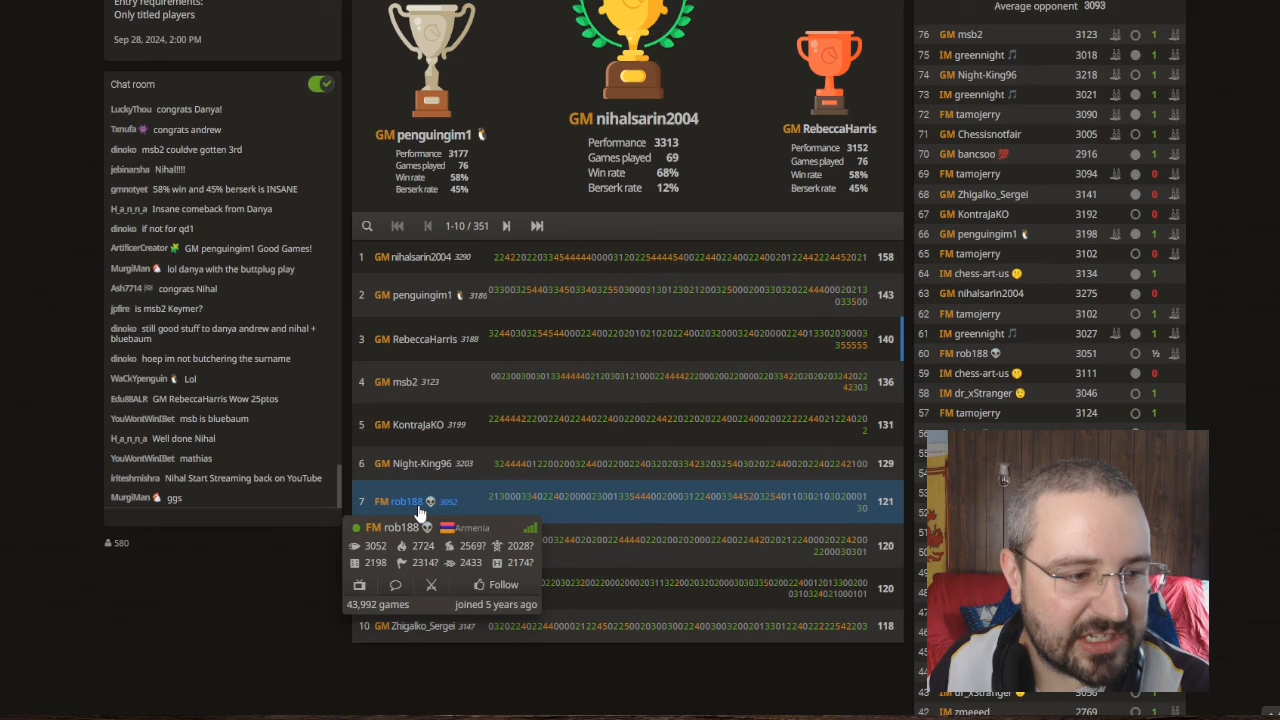 Entry requirements:
Only titled players
Sep 28, 2024, 2:00 PM
Chat room
LuckyThou congrats Danya!
Txnufa congrats andrew
dinoko msb2 couldve gotten 3rd
jebinarsha Nihal!!!!
gmnotyet 58% win and 45% berserk is INSANE
H_a_n_n_a Insane comeback from Danya
dinoko if not for qd1
ArtificerCreator GM penguingim1 Good Games!
MurgiMan lol danya with the buttplug play
Ash7714 congrats Nihal
jpfire is msb2 Keymer?
dinoko still good stuff to danya andrew and nihal +
bluebaum
dinoko hoep im not butchering the surname
WaCkYpenguin Lol
Edu88ALR GM RebeccaHarris Wow 25ptos
YouWontWinIBet msb is bluebaum
H_a_n_n_a Well done Nihal
YouWontWinIBet mathias
iriteshmishra Nihal Start Streaming back on YouTube
MurgiMan ggs
580
GM penguingim1
Performance 3177
Games played 76
Win rate 58%
Berserk rate 45%
GM nihalsarin2004
Performance 3313
Games played 69
Win rate 68%
Berserk rate 12%
GM RebeccaHarris
Performance 3152
Games played 76
Win rate 58%
Berserk rate 45%
1-10 / 351
1 GM nihalsarin2004 3290 158
2 GM penguingim1 3186 143
3 GM RebeccaHarris 3188 140
4 GM msb2 3123 136
5 GM KontraJaKO 3199 131
6 GM Night-King96 3203 129
7 FM rob188 3052 121
120
120
10 GM Zhigalko_Sergei 3147 118
FM rob188 Armenia
3052 2724 2569? 2028?
2198 2314? 2433 2174?
Follow
43,992 games joined 5 years ago
Average opponent 3093
76 GM msb2 3123 1
75 IM greennight 3018 1
74 GM Night-King96 3218 1
73 IM greennight 3021 1
72 FM tamojerry 3090 1
71 GM Chessisnotfair 3005 1
70 GM bancsoo 2916 1
69 FM tamojerry 3094 0
68 GM Zhigalko_Sergei 3141 0
67 GM KontraJaKO 3192 0
66 GM penguingim1 3198 1
65 FM tamojerry 3102 0
64 IM chess-art-us 3134 1
63 GM nihalsarin2004 3275 0
62 FM tamojerry 3102 1
61 IM greennight 3027 1
60 FM rob188 3051 ½
59 IM chess-art-us 3111 0
58 IM dr_xStranger 3046 1
57 FM tamojerry 3124 1
42 IM zmeeed 2769